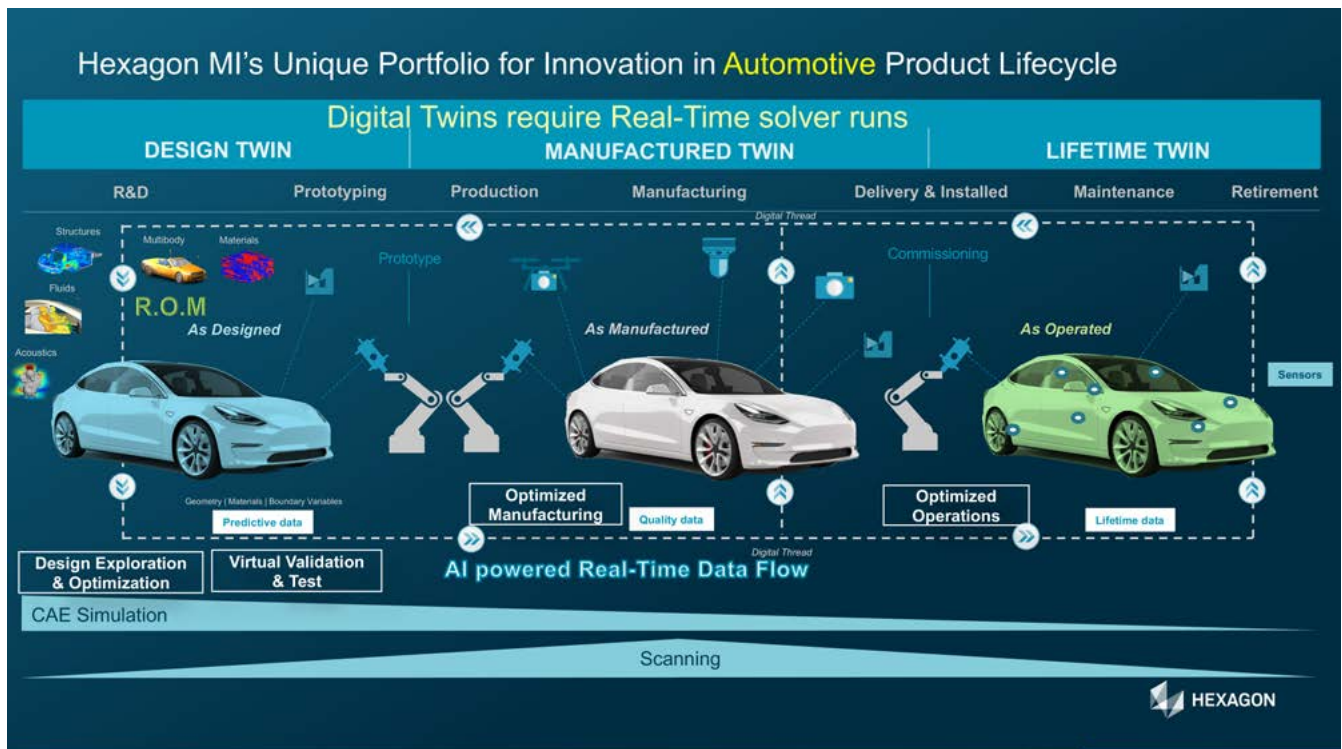 Hexagon MI's Unique Portfolio for Innovation in Automotive Product Lifecycle
Digital Twins require Real-Time solver runs
DESIGN TWIN
MANUFACTURED TWIN
LIFETIME TWIN
R&D
Prototyping
Production
Manufacturing
Delivery & Installed
Maintenance
Retirement
Digital Thread
Structures
Multibody
Materials
Prototype
Commissioning
Fluids
R.O.M
As Designed
As Manufactured
As Operated
Acoustics
Sensors
Geometry | Materials | Boundary Variables
Predictive data
Optimized
Manufacturing
Quality data
Optimized
Operations
Lifetime data
Digital Thread
Design Exploration
& Optimization
Virtual Validation
& Test
AI powered Real-Time Data Flow
CAE Simulation
Scanning
HEXAGON